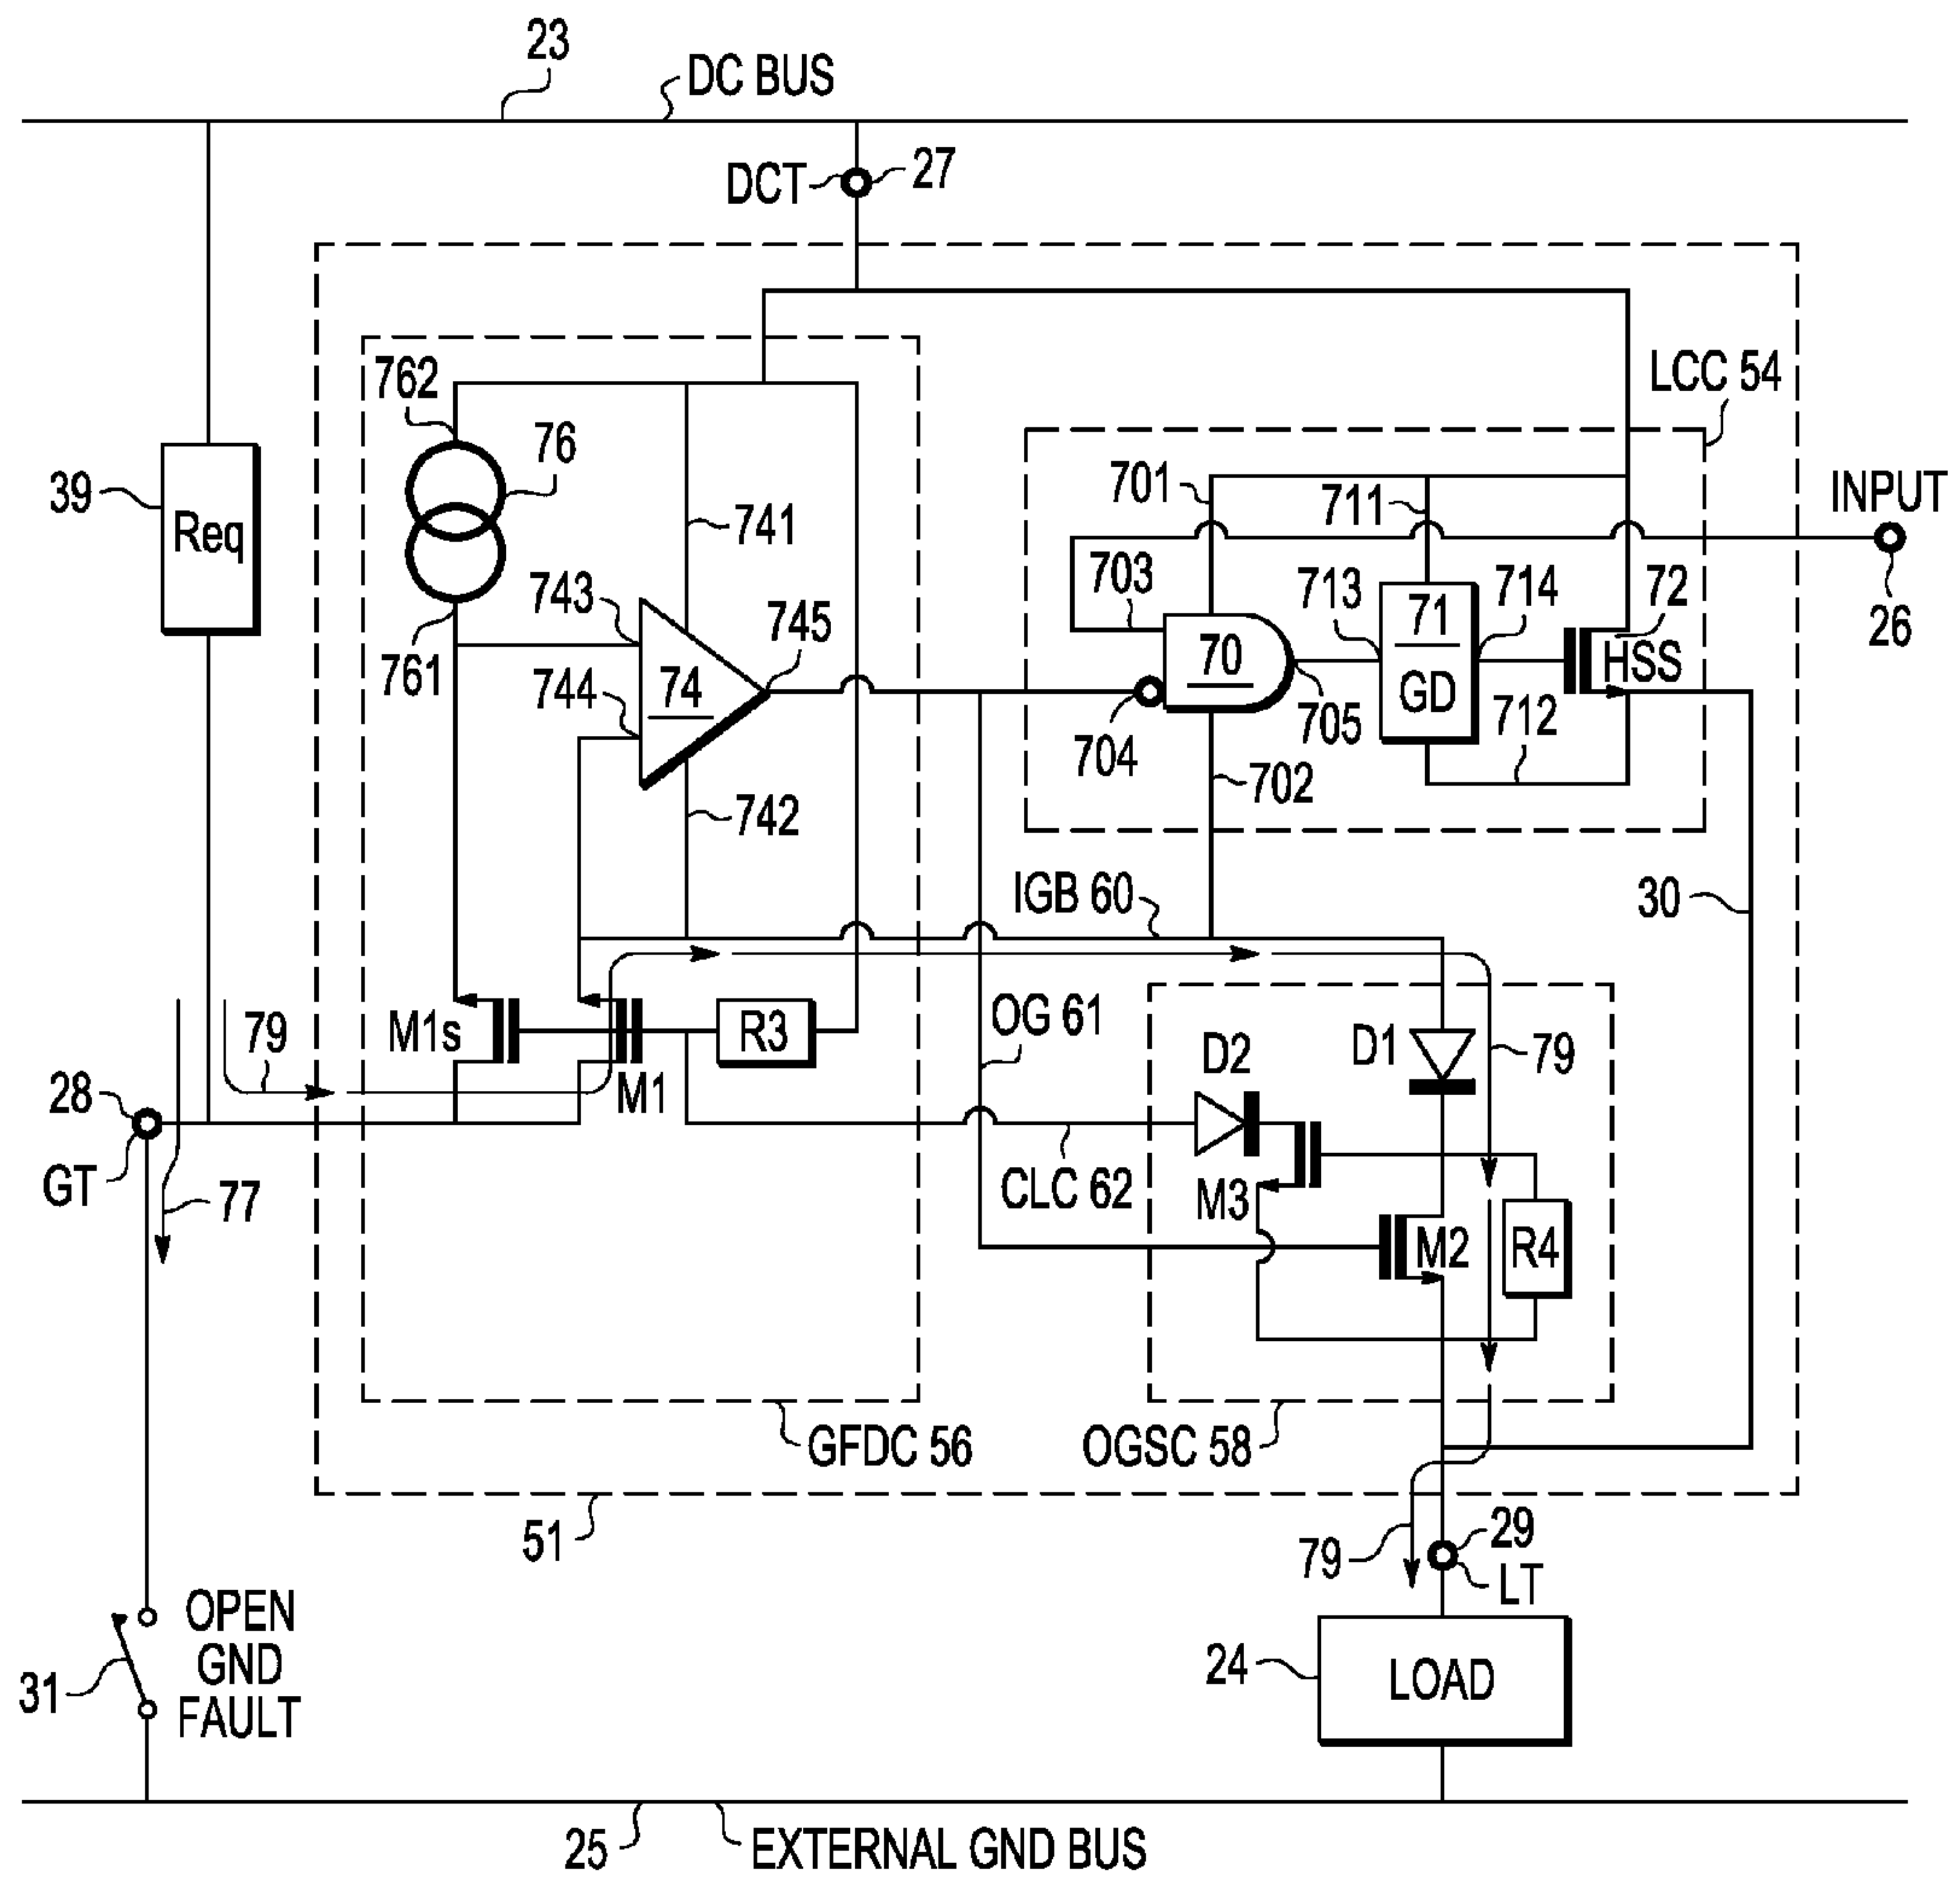 23
DC BUS
DCT
27
LCC 54
762
76
39
Req
741
701
711
INPUT
26
743
745
703
713
71
GD
714
72
HSS
761
744
74
70
704
705
712
742
702
IGB 60
30
M1s
M1
R3
OG 61
D2
D1
79
79
28
GT
77
CLC 62
M3
M2
R4
GFDC 56
OGSC 58
51
79
29
LT
OPEN
GND
FAULT
31
24
LOAD
25
EXTERNAL GND BUS